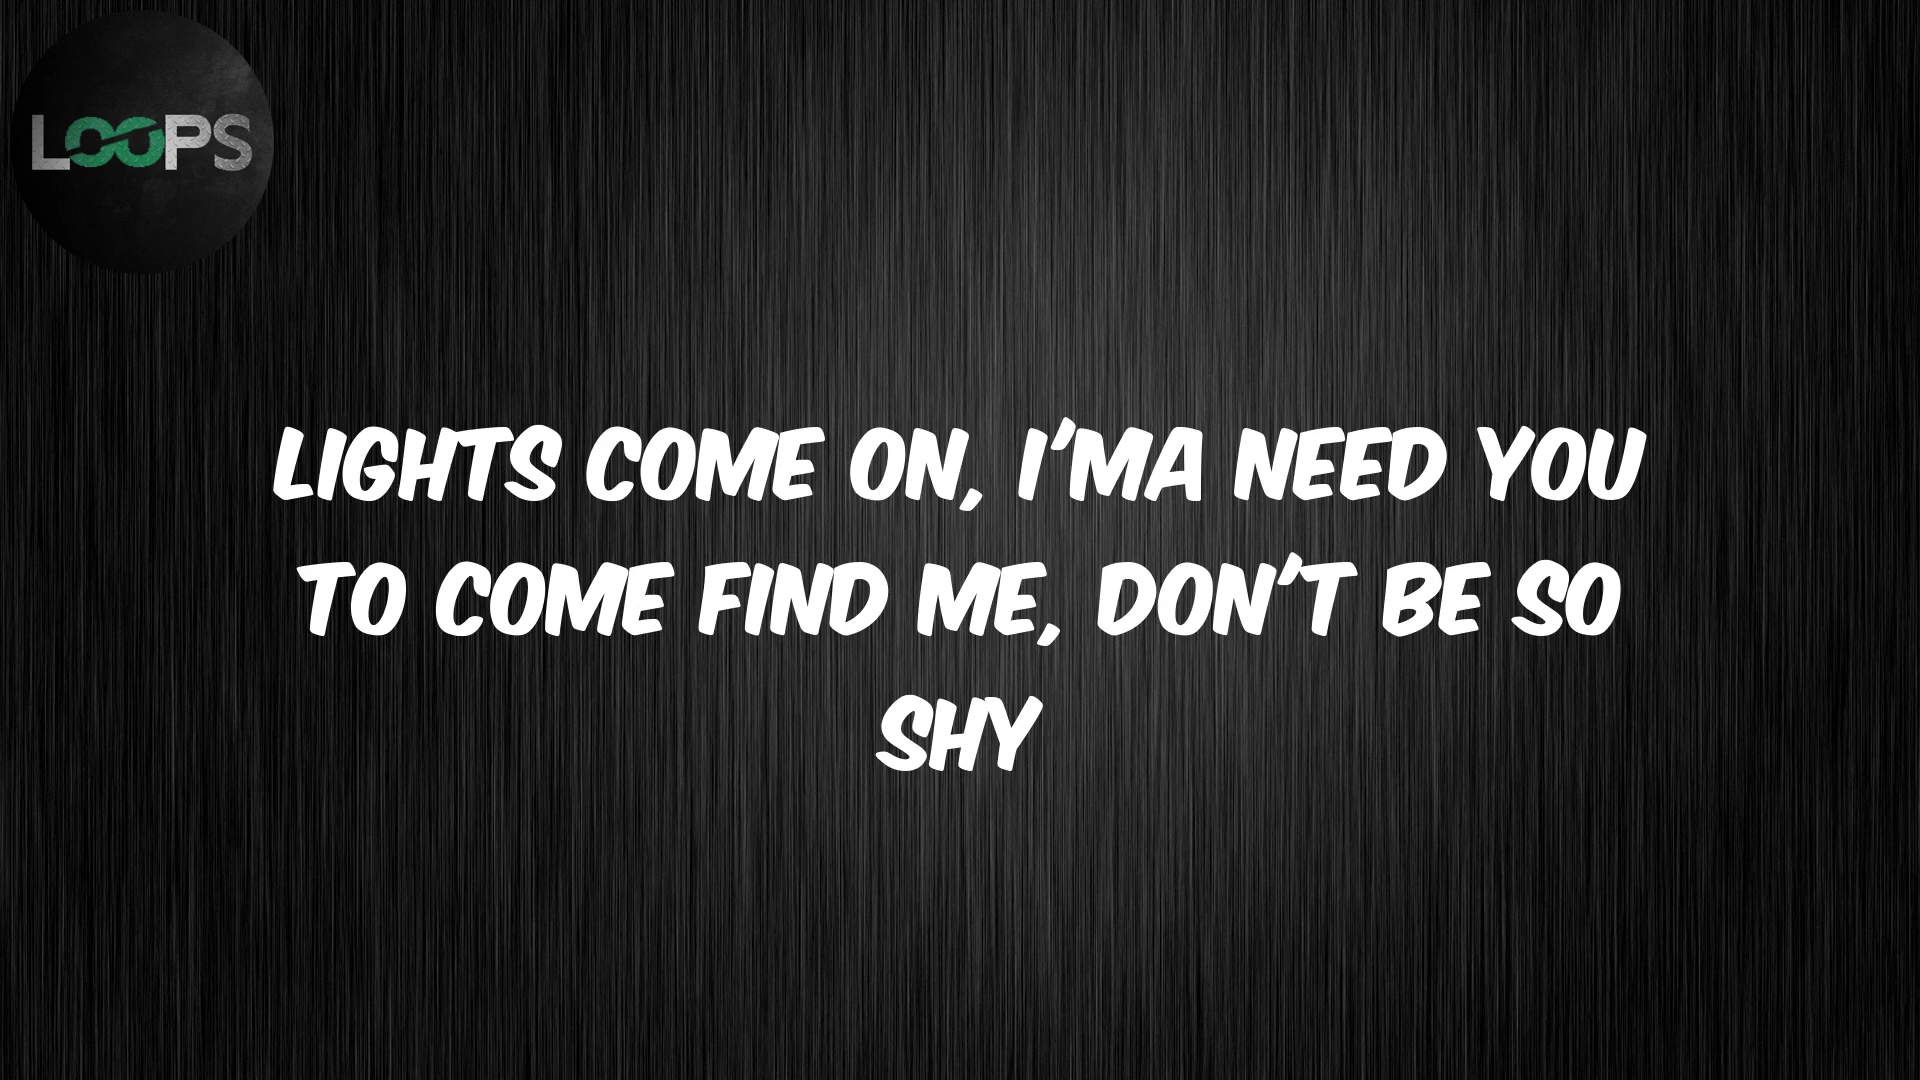 LOOPS
LIGHTS COME ON, I'MA NEED YOU
TO COME FIND ME, DON'T BE SO
SHY